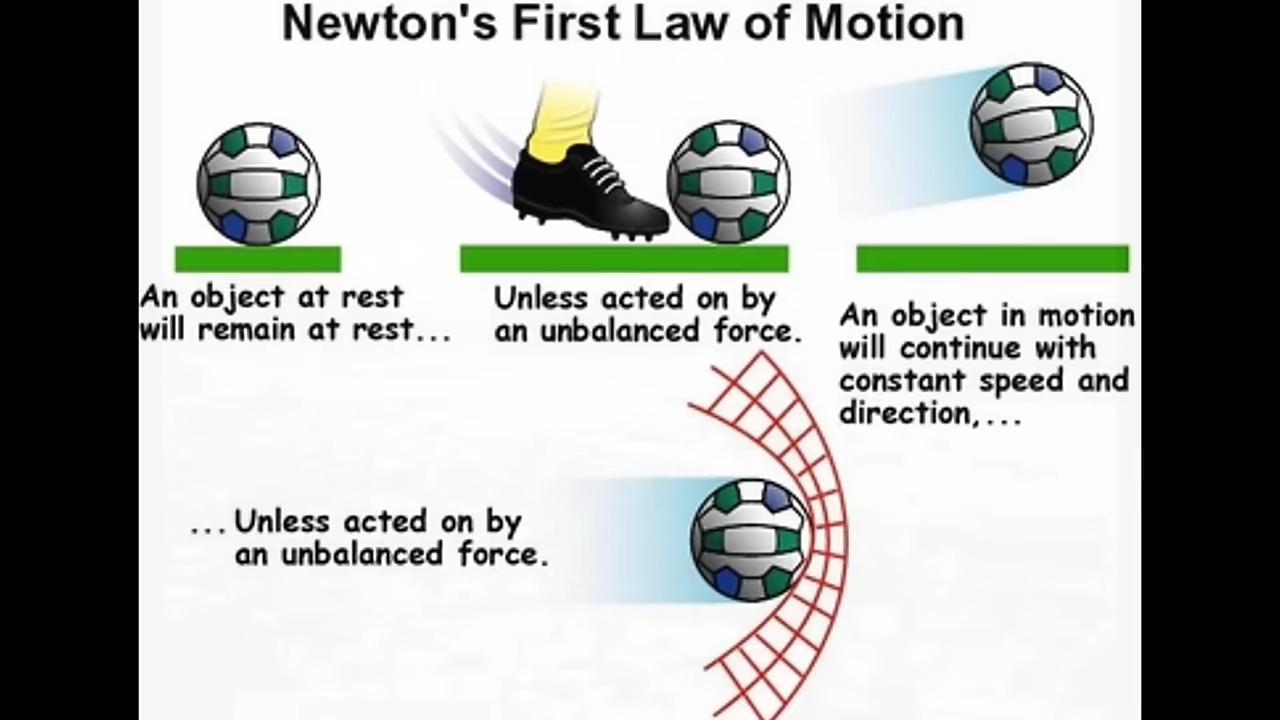 Newton's First Law of Motion
An object at rest
will remain at rest...
Unless acted on by
an unbalanced force.
An object in motion
will continue with
constant speed and
direction,...
...Unless acted on by
an unbalanced force.